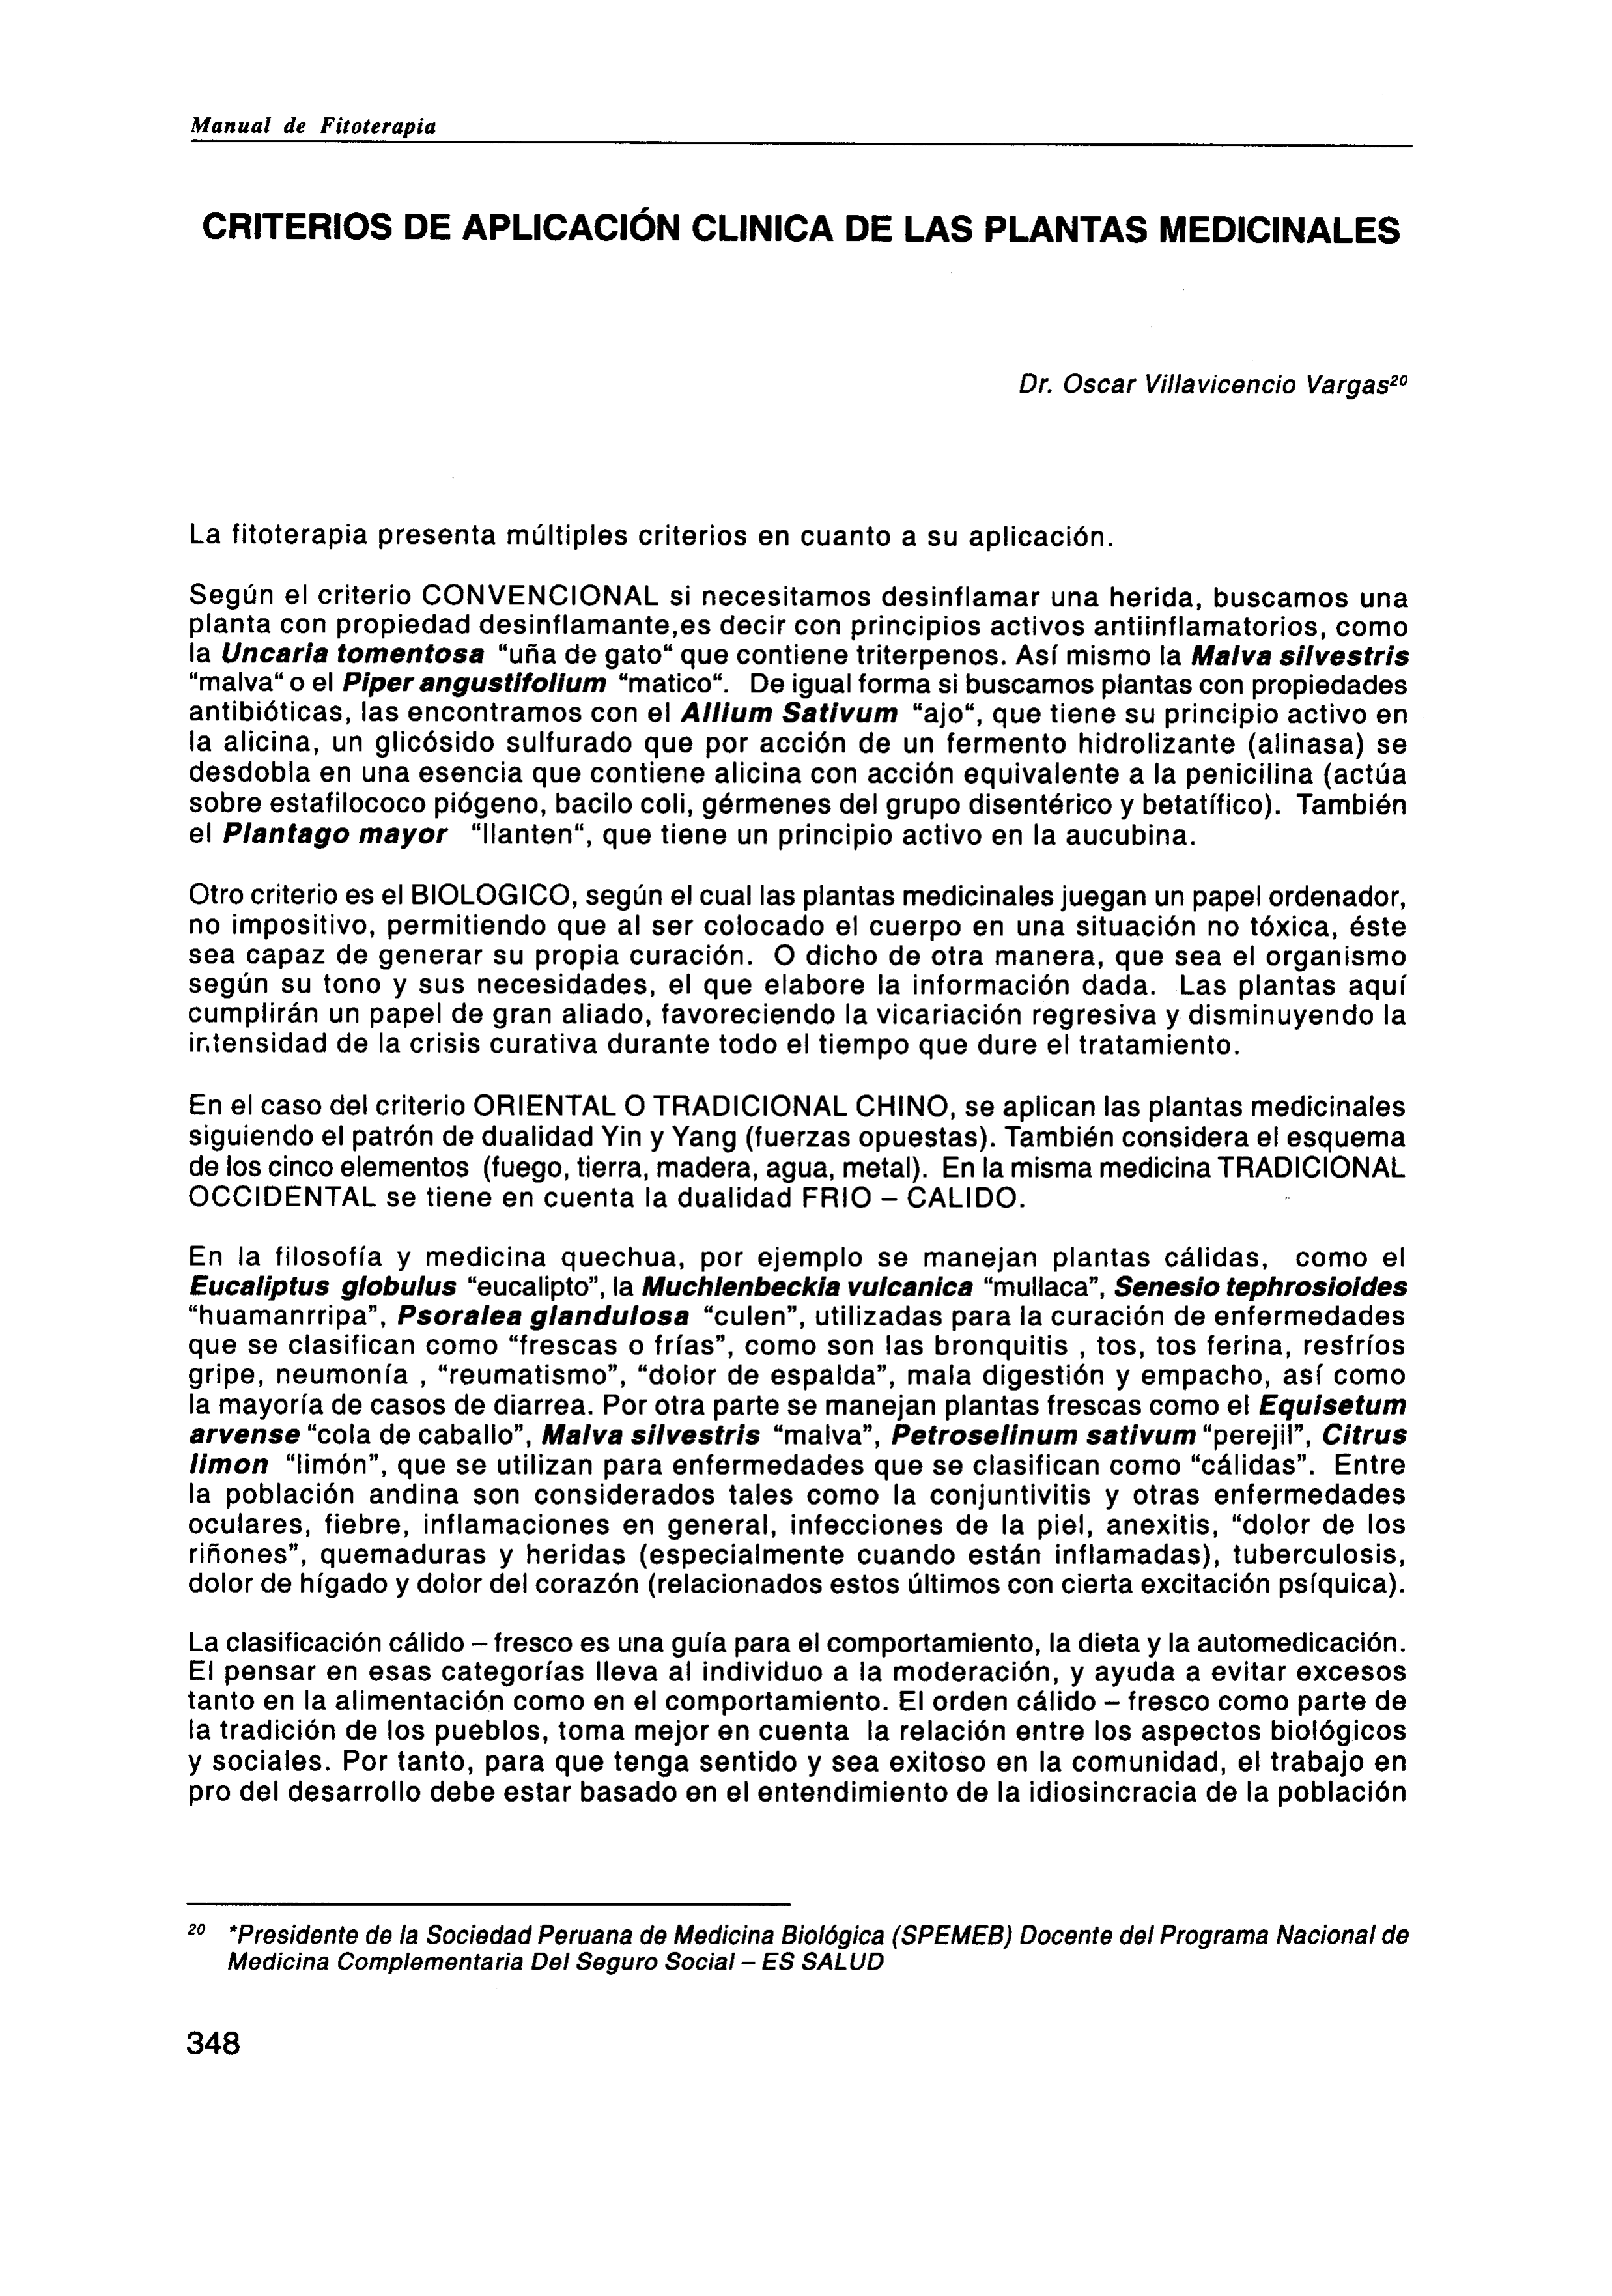 Manual de Fitoterapia
CRITERIOS DE APLICACIÓN CLINICA DE LAS PLANTAS MEDICINALES
Dr. Oscar Villavicencio Vargas²⁰
La fitoterapia presenta múltiples criterios en cuanto a su aplicación.
Según el criterio CONVENCIONAL si necesitamos desinflamar una herida, buscamos una
planta con propiedad desinflamante,es decir con principios activos antiinflamatorios, como
la Uncaria tomentosa “uña de gato“ que contiene triterpenos. Así mismo la Malva silvestris
“malva“ o el Piper angustifolium “matico“. De igual forma si buscamos plantas con propiedades
antibióticas, las encontramos con el Allium Sativum “ajo“, que tiene su principio activo en
la alicina, un glicósido sulfurado que por acción de un fermento hidrolizante (alinasa) se
desdobla en una esencia que contiene alicina con acción equivalente a la penicilina (actúa
sobre estafilococo piógeno, bacilo coli, gérmenes del grupo disentérico y betatífico). También
el Plantago mayor “llanten“, que tiene un principio activo en la aucubina.
Otro criterio es el BIOLOGICO, según el cual las plantas medicinales juegan un papel ordenador,
no impositivo, permitiendo que al ser colocado el cuerpo en una situación no tóxica, éste
sea capaz de generar su propia curación. O dicho de otra manera, que sea el organismo
según su tono y sus necesidades, el que elabore la información dada. Las plantas aquí
cumplirán un papel de gran aliado, favoreciendo la vicariación regresiva y disminuyendo la
intensidad de la crisis curativa durante todo el tiempo que dure el tratamiento.
En el caso del criterio ORIENTAL O TRADICIONAL CHINO, se aplican las plantas medicinales
siguiendo el patrón de dualidad Yin y Yang (fuerzas opuestas). También considera el esquema
de los cinco elementos (fuego, tierra, madera, agua, metal). En la misma medicina TRADICIONAL
OCCIDENTAL se tiene en cuenta la dualidad FRIO – CALIDO.
En la filosofía y medicina quechua, por ejemplo se manejan plantas cálidas, como el
Eucaliptus globulus “eucalipto”, la Muchlenbeckia vulcanica “mullaca”, Senesio tephrosioides
“huamanrripa”, Psoralea glandulosa “culen”, utilizadas para la curación de enfermedades
que se clasifican como “frescas o frías”, como son las bronquitis , tos, tos ferina, resfríos
gripe, neumonía , “reumatismo”, “dolor de espalda”, mala digestión y empacho, así como
la mayoría de casos de diarrea. Por otra parte se manejan plantas frescas como el Equisetum
arvense “cola de caballo”, Malva silvestris “malva”, Petroselinum sativum “perejil”, Citrus
limon “limón”, que se utilizan para enfermedades que se clasifican como “cálidas”. Entre
la población andina son considerados tales como la conjuntivitis y otras enfermedades
oculares, fiebre, inflamaciones en general, infecciones de la piel, anexitis, “dolor de los
riñones”, quemaduras y heridas (especialmente cuando están inflamadas), tuberculosis,
dolor de hígado y dolor del corazón (relacionados estos últimos con cierta excitación psíquica).
La clasificación cálido – fresco es una guía para el comportamiento, la dieta y la automedicación.
El pensar en esas categorías lleva al individuo a la moderación, y ayuda a evitar excesos
tanto en la alimentación como en el comportamiento. El orden cálido – fresco como parte de
la tradición de los pueblos, toma mejor en cuenta la relación entre los aspectos biológicos
y sociales. Por tanto, para que tenga sentido y sea exitoso en la comunidad, el trabajo en
pro del desarrollo debe estar basado en el entendimiento de la idiosincracia de la población
²⁰ *Presidente de la Sociedad Peruana de Medicina Biológica (SPEMEB) Docente del Programa Nacional de
Medicina Complementaria Del Seguro Social – ES SALUD
348